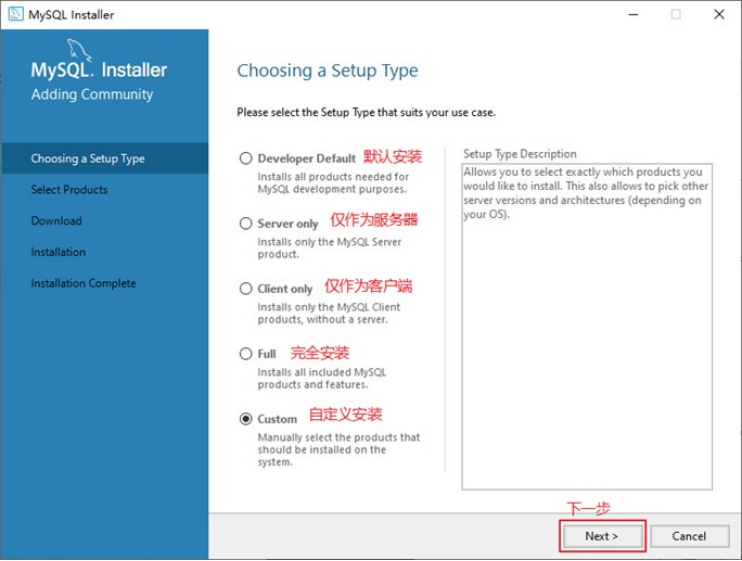 MySQL Installer
MySQL. Installer
Adding Community
Choosing a Setup Type
Select Products
Download
Installation
Installation Complete
Choosing a Setup Type
Please select the Setup Type that suits your use case.
Developer Default 默认安装
Installs all products needed for
MySQL development purposes.
Server only 仅作为服务器
Installs only the MySQL Server
product.
Client only 仅作为客户端
Installs only the MySQL Client
products, without a server.
Full 完全安装
Installs all included MySQL
products and features.
Custom 自定义安装
Manually select the products that
should be installed on the
system.
Setup Type Description
Allows you to select exactly which products you
would like to install. This also allows to pick other
server versions and architectures (depending on
your OS).
下一步
Next >
Cancel